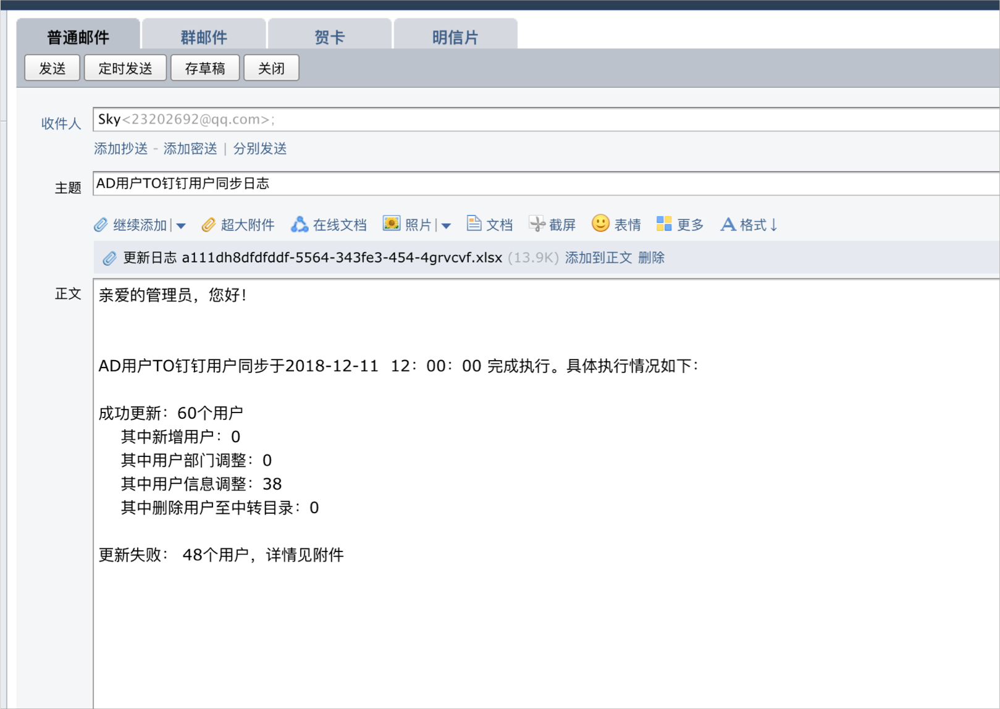 普通邮件 群邮件 贺卡 明信片
发送 定时发送 存草稿 关闭
收件人 Sky<23202692@qq.com>;
添加抄送 - 添加密送 | 分别发送
主题 AD用户TO钉钉用户同步日志
继续添加| 超大附件 在线文档 照片| 文档 截屏 表情 更多 A 格式↓
更新日志 a111dh8dfdfddf-5564-343fe3-454-4grvcvf.xlsx (13.9K) 添加到正文 删除
正文 亲爱的管理员，您好！
AD用户TO钉钉用户同步于2018-12-11 12：00：00 完成执行。具体执行情况如下：
成功更新：60个用户
其中新增用户：0
其中用户部门调整：0
其中用户信息调整：38
其中删除用户至中转目录：0
更新失败： 48个用户，详情见附件